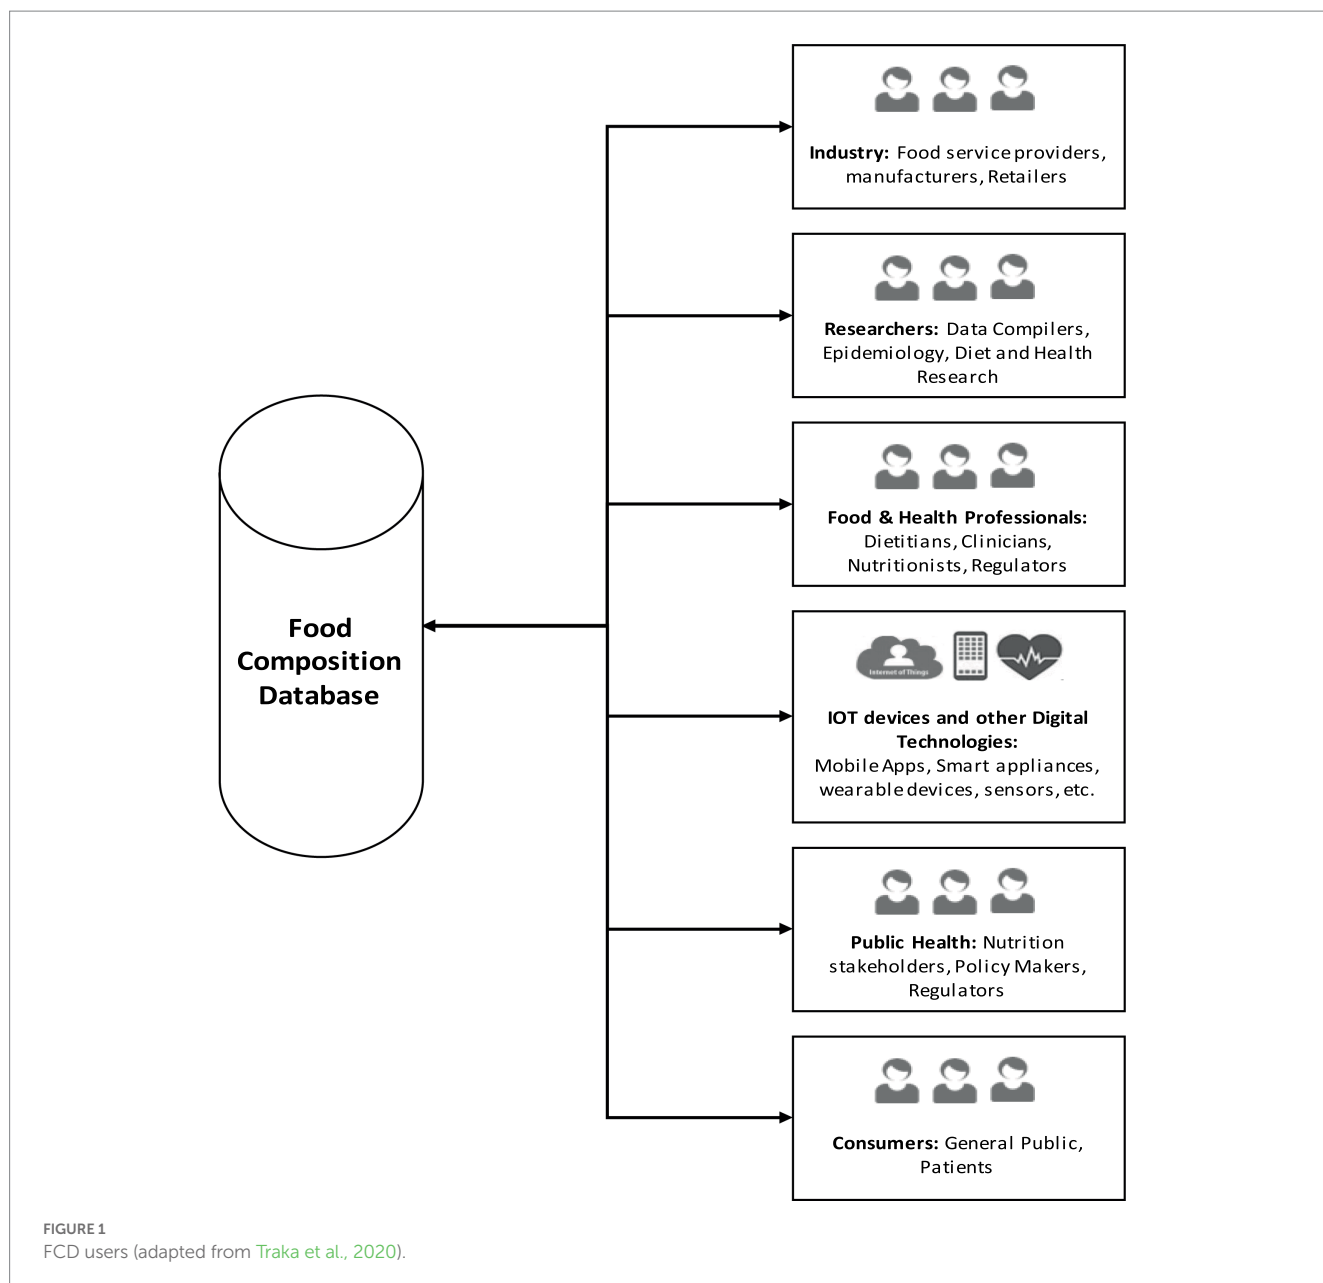 Industry: Food service providers,
manufacturers, Retailers
Researchers: Data Compilers,
Epidemiology, Diet and Health
Research
Food & Health Professionals:
Dietitians, Clinicians,
Nutritionists, Regulators
Food
Composition
Database
Internet of Things
IOT devices and other Digital
Technologies:
Mobile Apps, Smart appliances,
wearable devices, sensors, etc.
Public Health: Nutrition
stakeholders, Policy Makers,
Regulators
Consumers: General Public,
Patients
FIGURE 1
FCD users (adapted from Traka et al., 2020).